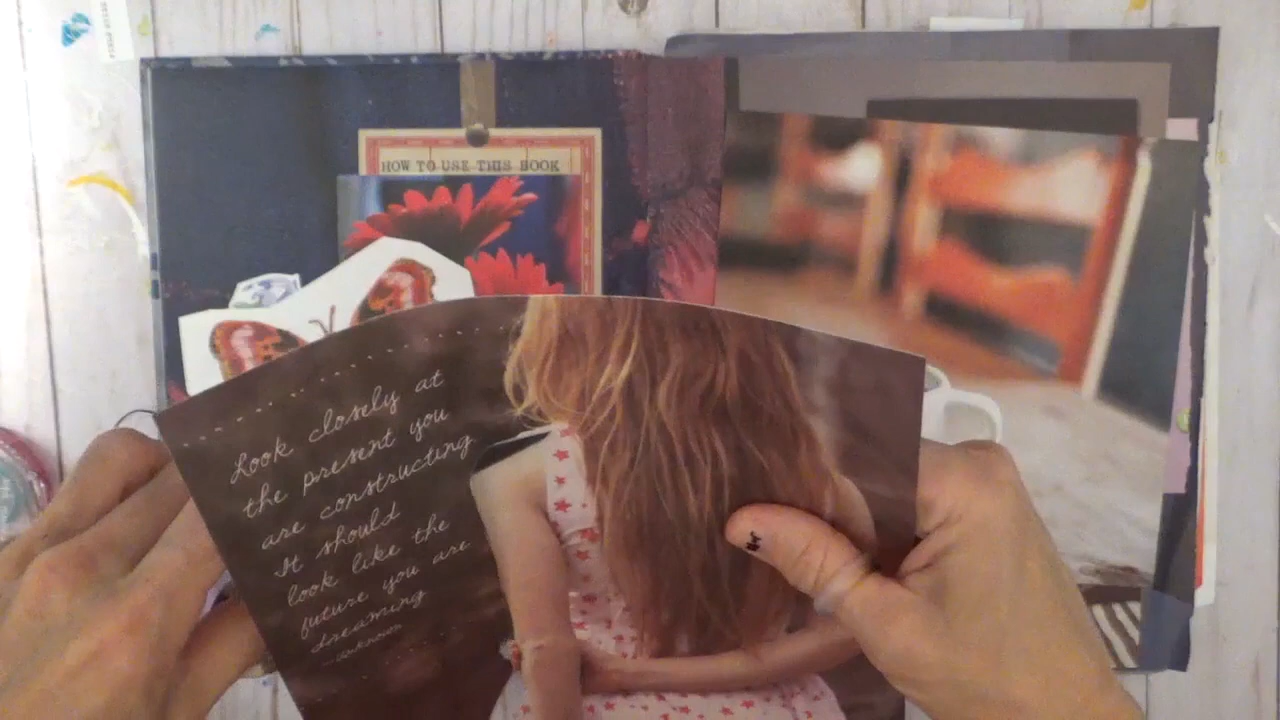 HOW TO USE THIS BOOK
Look closely at
the present you
are constructing
It should
look like the
future you are
dreaming
—unknown